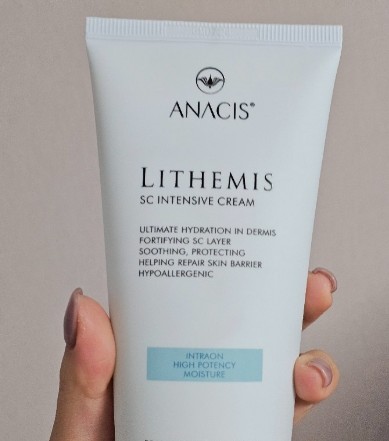 ANACIS®
LITHEMIS
SC INTENSIVE CREAM
ULTIMATE HYDRATION IN DERMIS
FORTIFYING SC LAYER
SOOTHING, PROTECTING
HELPING REPAIR SKIN BARRIER
HYPOALLERGENIC
INTRAON
HIGH POTENCY
MOISTURE